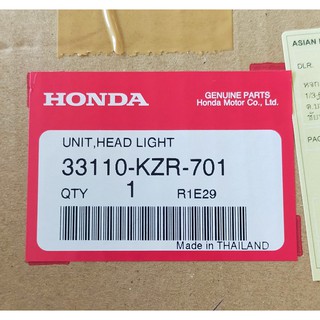 HONDA
GENUINE PARTS
Honda Motor Co., Ltd.
UNIT,HEAD LIGHT
33110-KZR-701
QTY 1 R1E29
Made in THAILAND
ASIAN
DLR.